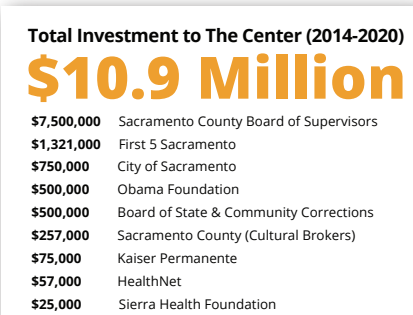 Total Investment to The Center (2014-2020)
$10.9 Million
$7,500,000 Sacramento County Board of Supervisors
$1,321,000 First 5 Sacramento
$750,000 City of Sacramento
$500,000 Obama Foundation
$500,000 Board of State & Community Corrections
$257,000 Sacramento County (Cultural Brokers)
$75,000 Kaiser Permanente
$57,000 HealthNet
$25,000 Sierra Health Foundation